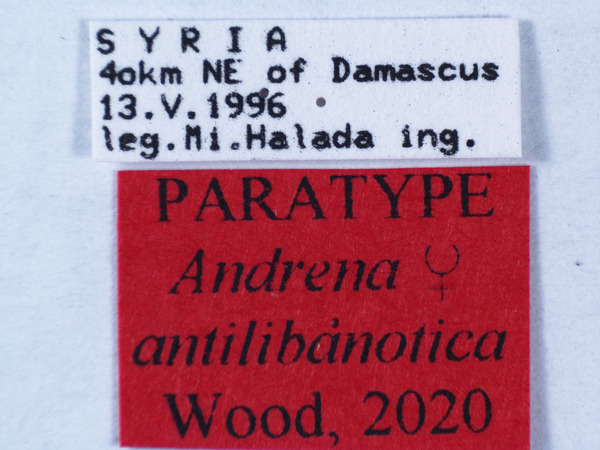 S Y R I A
4okm NE of Damascus
13.V.1996
leg.Mi.Halada ing.
PARATYPE
Andrena ☿
antilibanotica
Wood, 2020